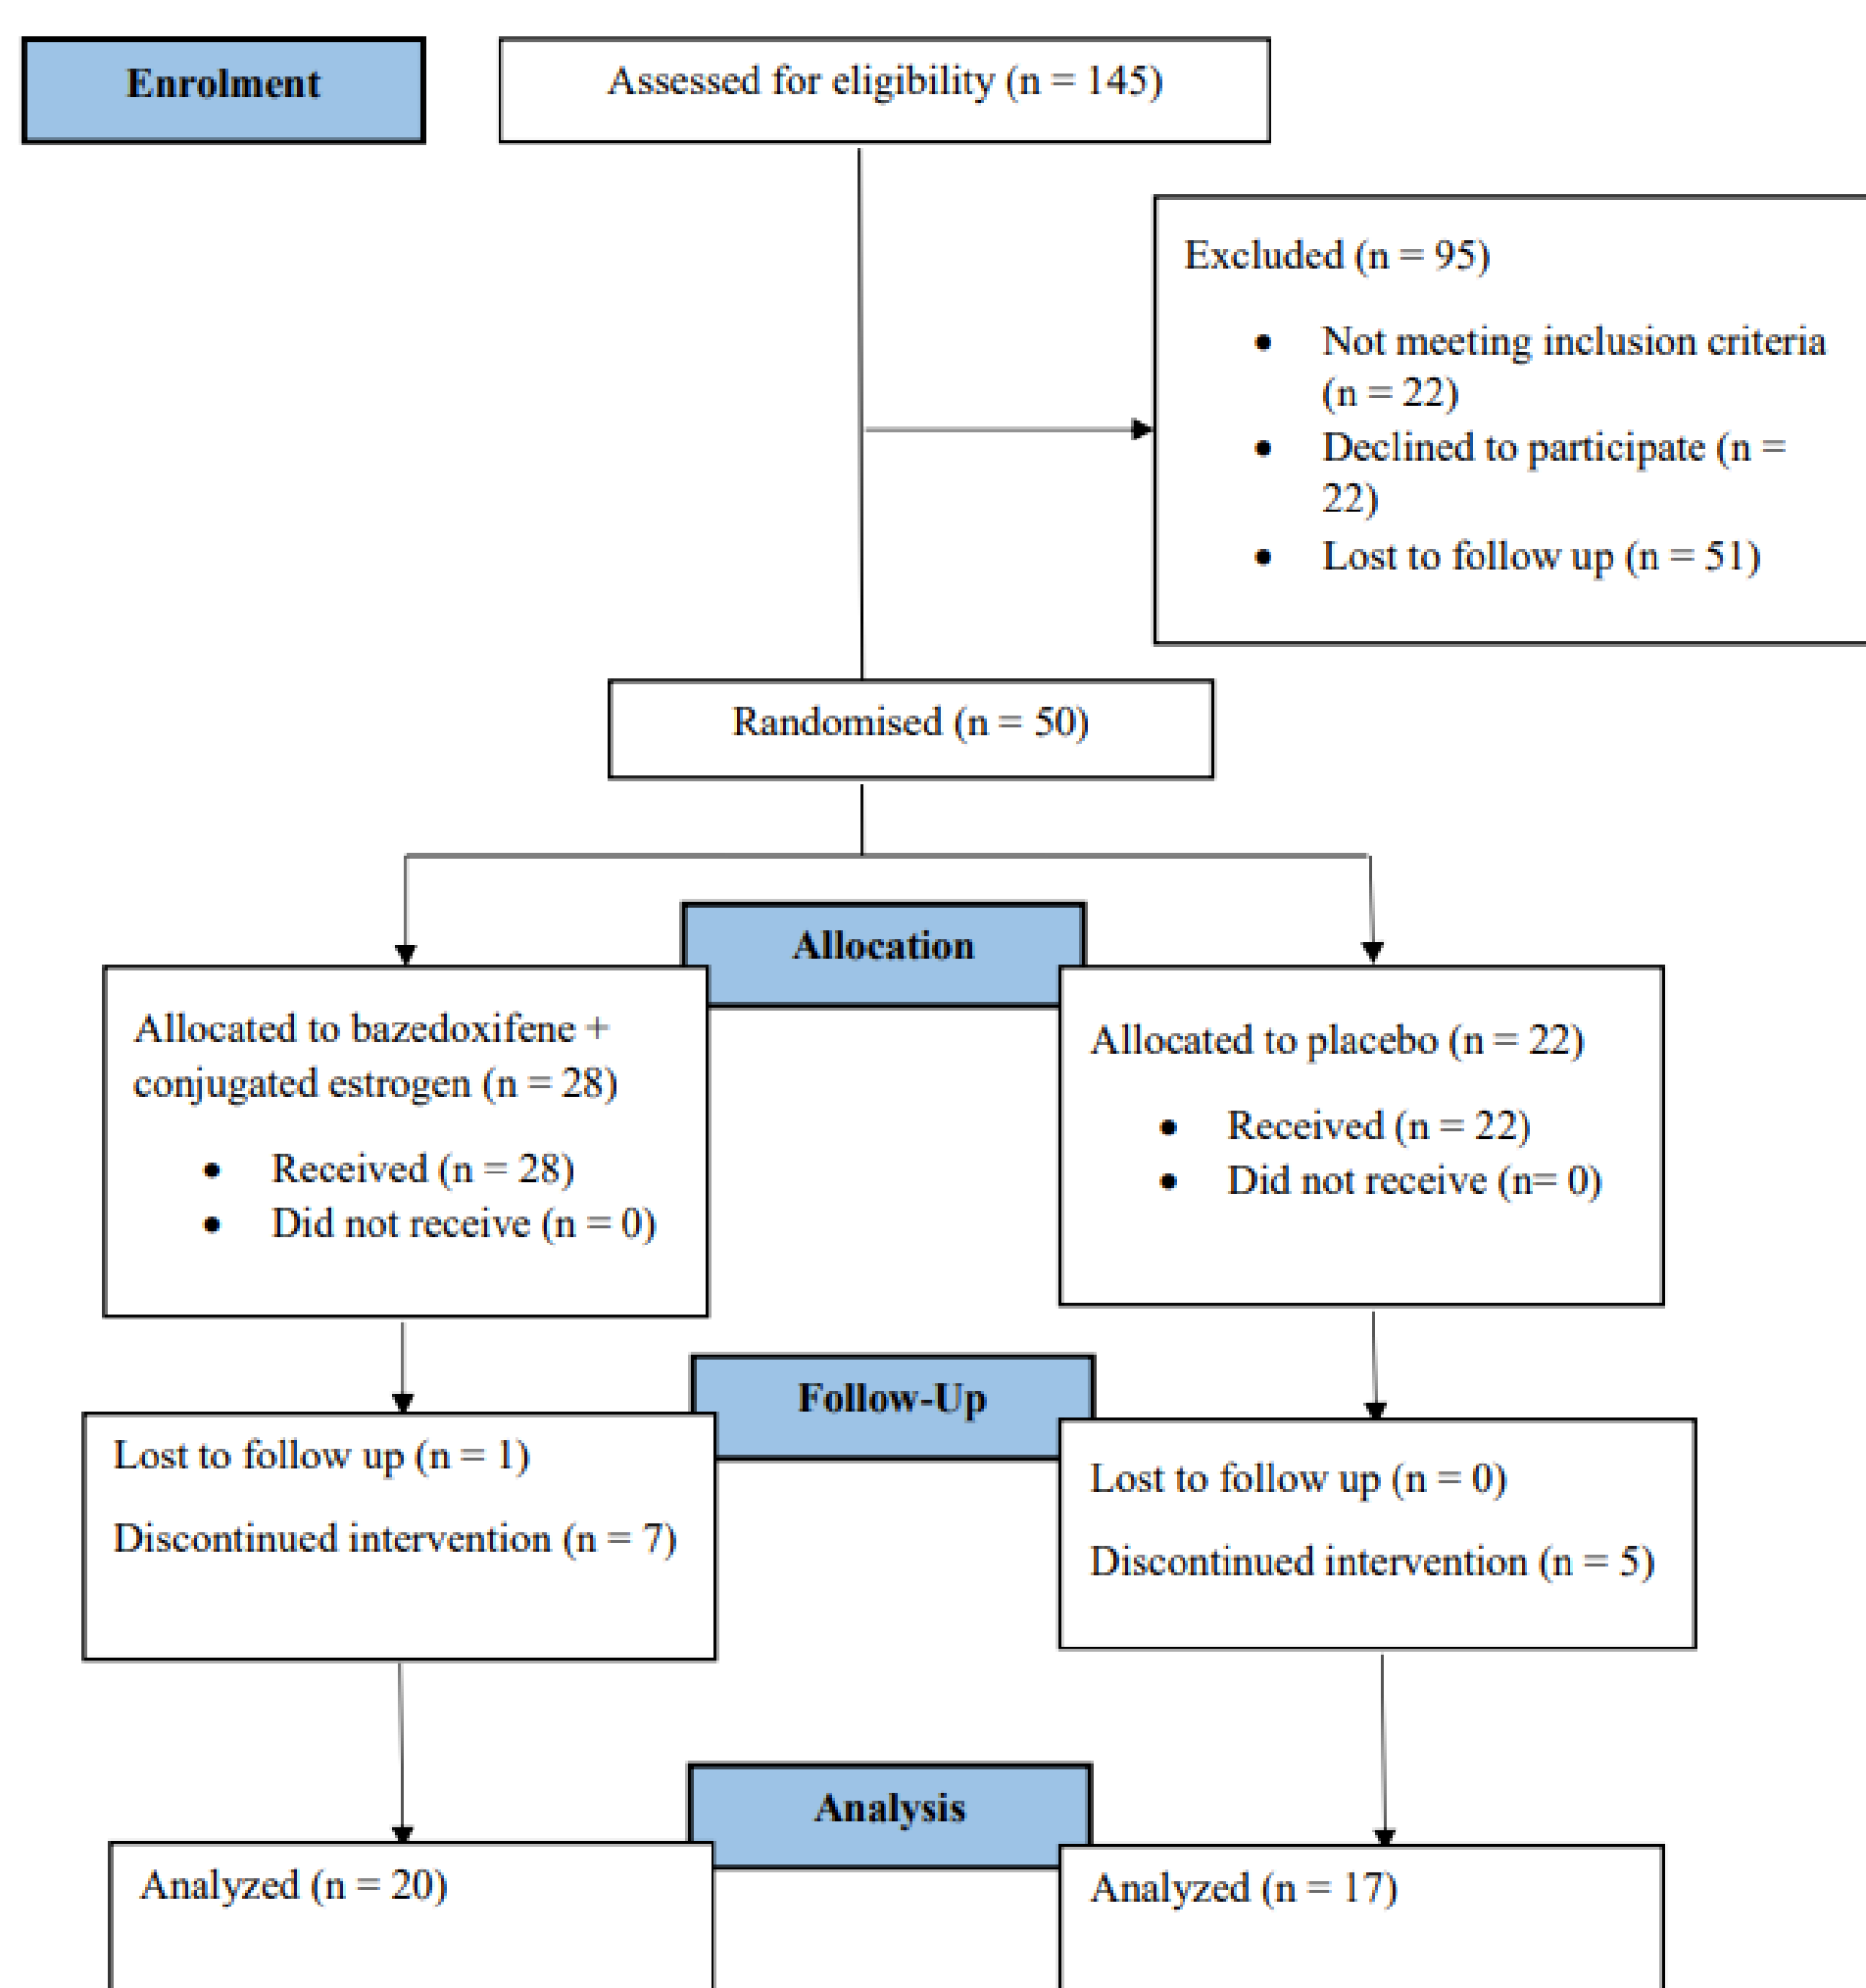 Enrolment
Assessed for eligibility (n = 145)
Excluded (n = 95)
• Not meeting inclusion criteria
(n = 22)
• Declined to participate (n =
22)
• Lost to follow up (n = 51)
Randomised (n = 50)
Allocation
Allocated to bazedoxifene +
conjugated estrogen (n = 28)
• Received (n = 28)
• Did not receive (n = 0)
Allocated to placebo (n = 22)
• Received (n = 22)
• Did not receive (n= 0)
Follow-Up
Lost to follow up (n = 1)
Discontinued intervention (n = 7)
Lost to follow up (n = 0)
Discontinued intervention (n = 5)
Analysis
Analyzed (n = 20)
Analyzed (n = 17)